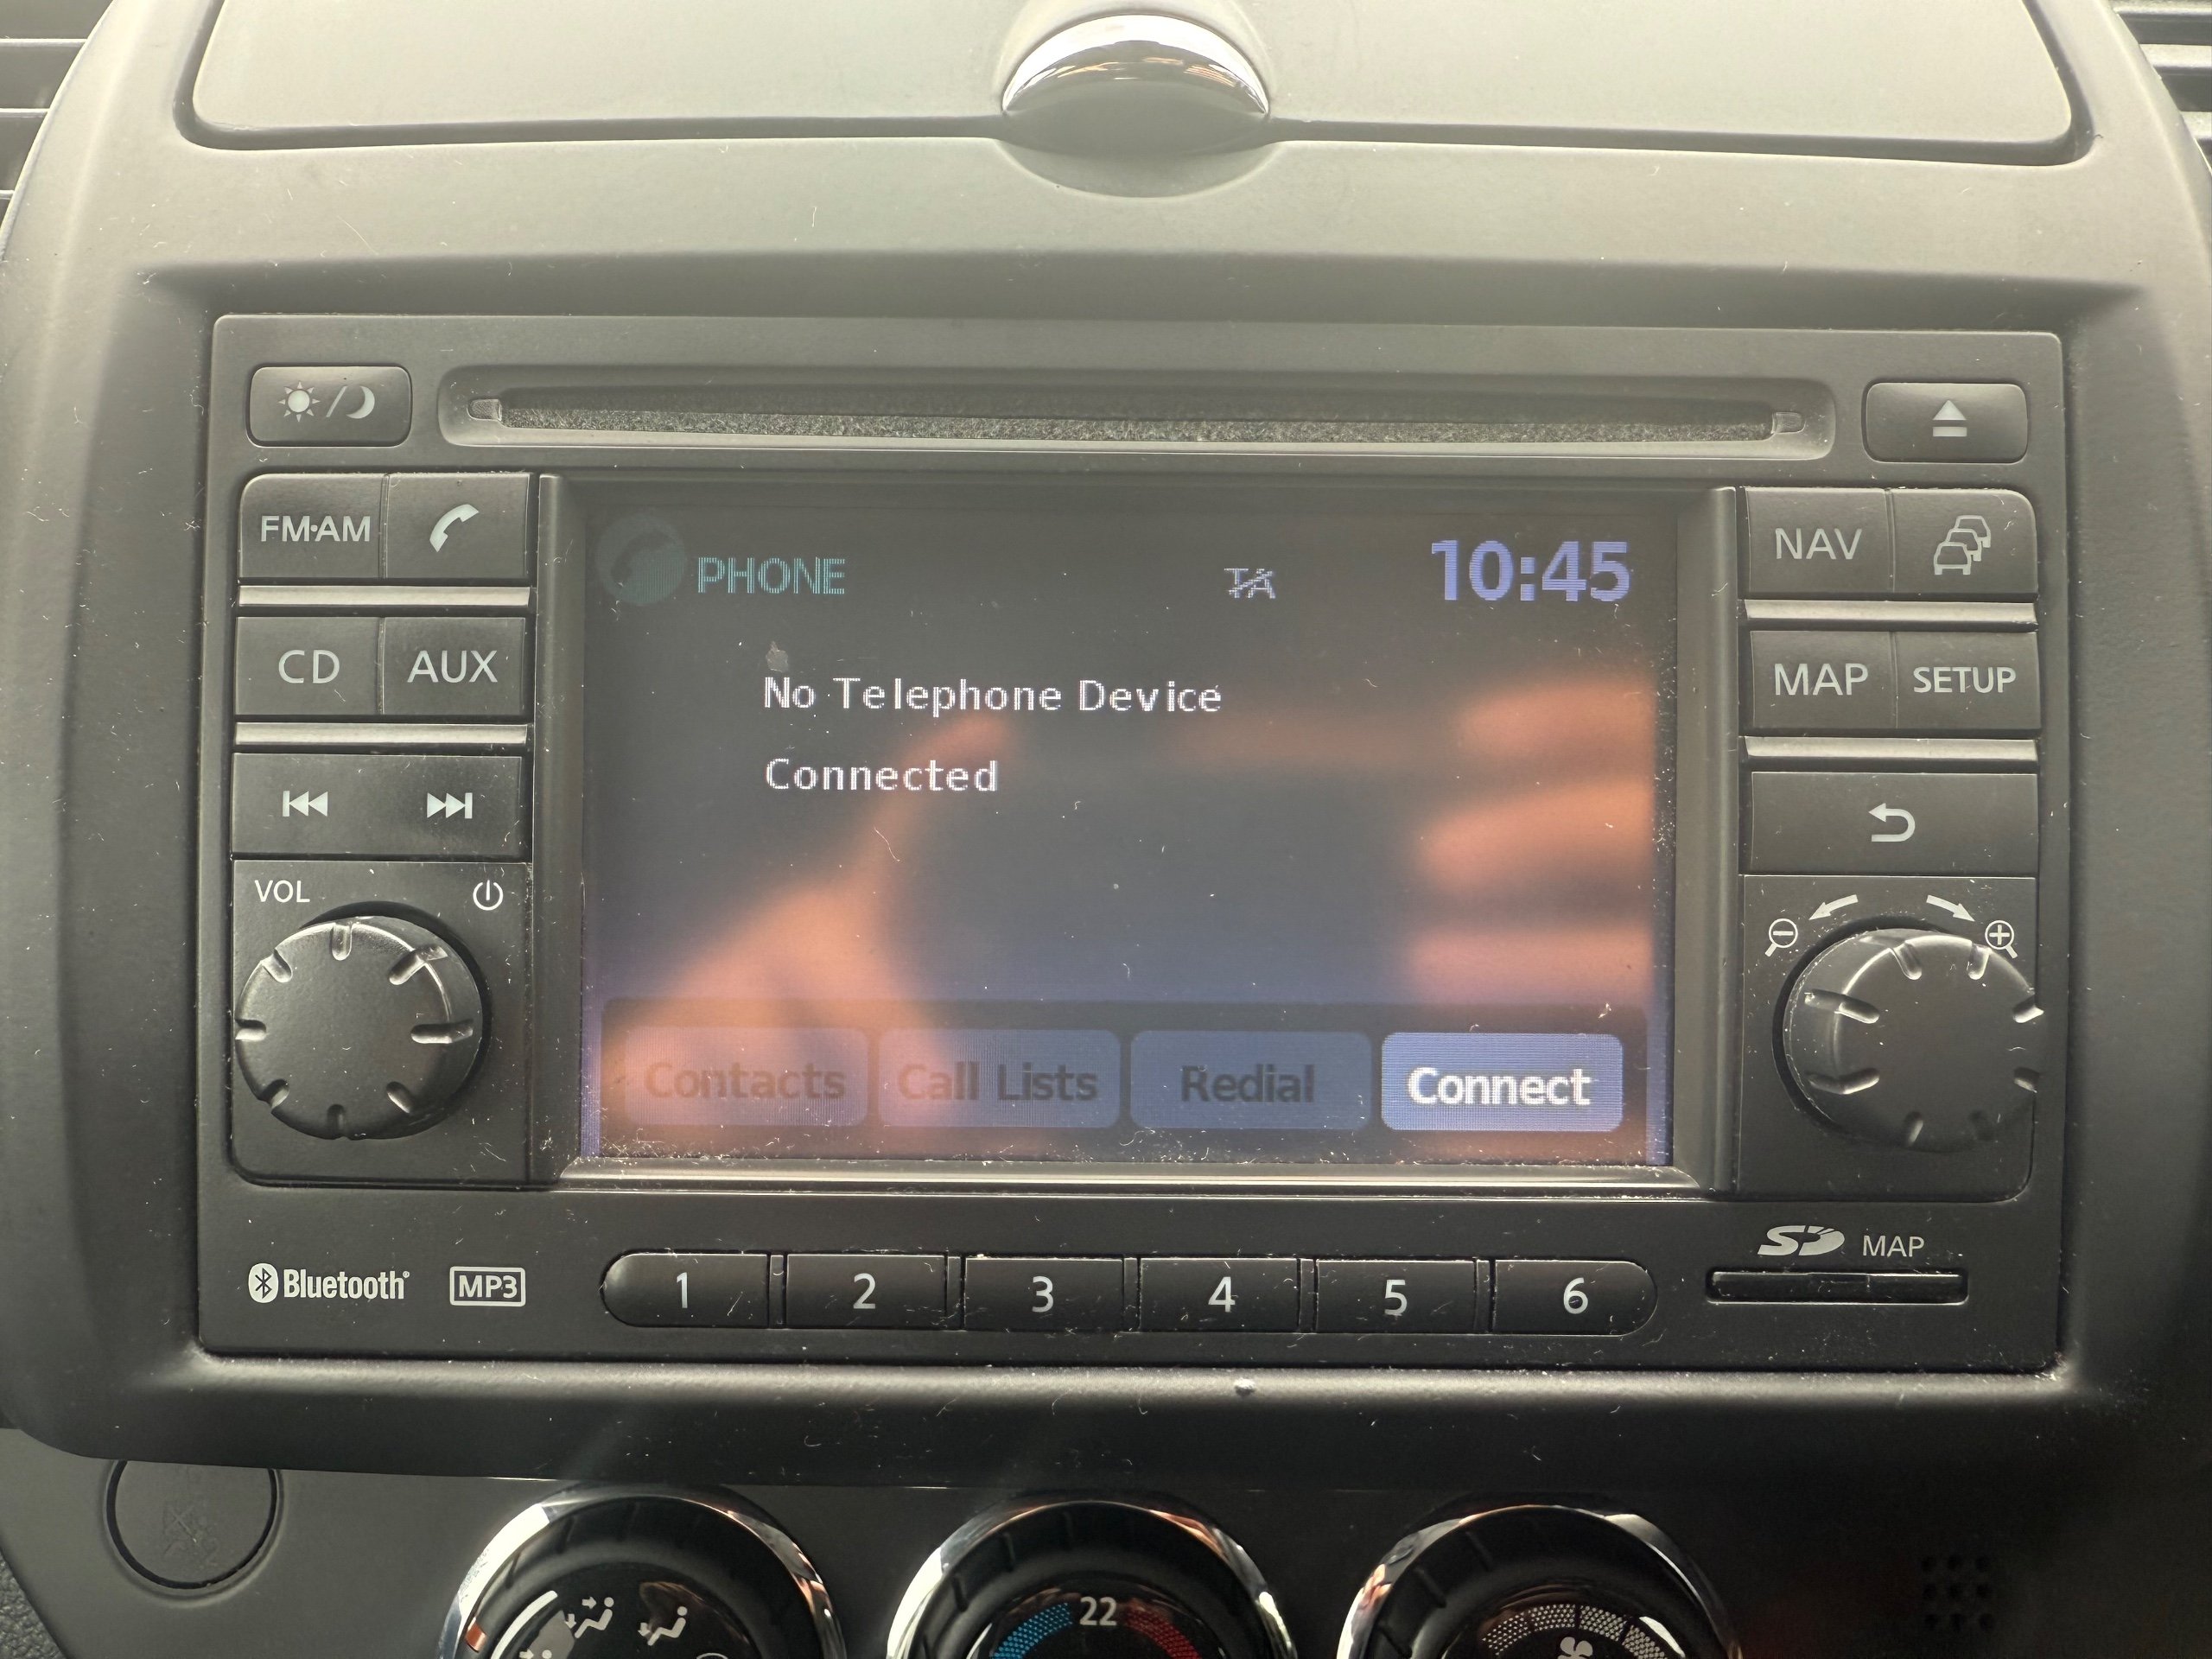 FM·AM
CD
AUX
VOL
PHONE
TA
10:45
No Telephone Device
Connected
Contacts
Call Lists
Redial
Connect
NAV
MAP
SETUP
Bluetooth®
MP3
1
2
3
4
5
6
SD MAP
22